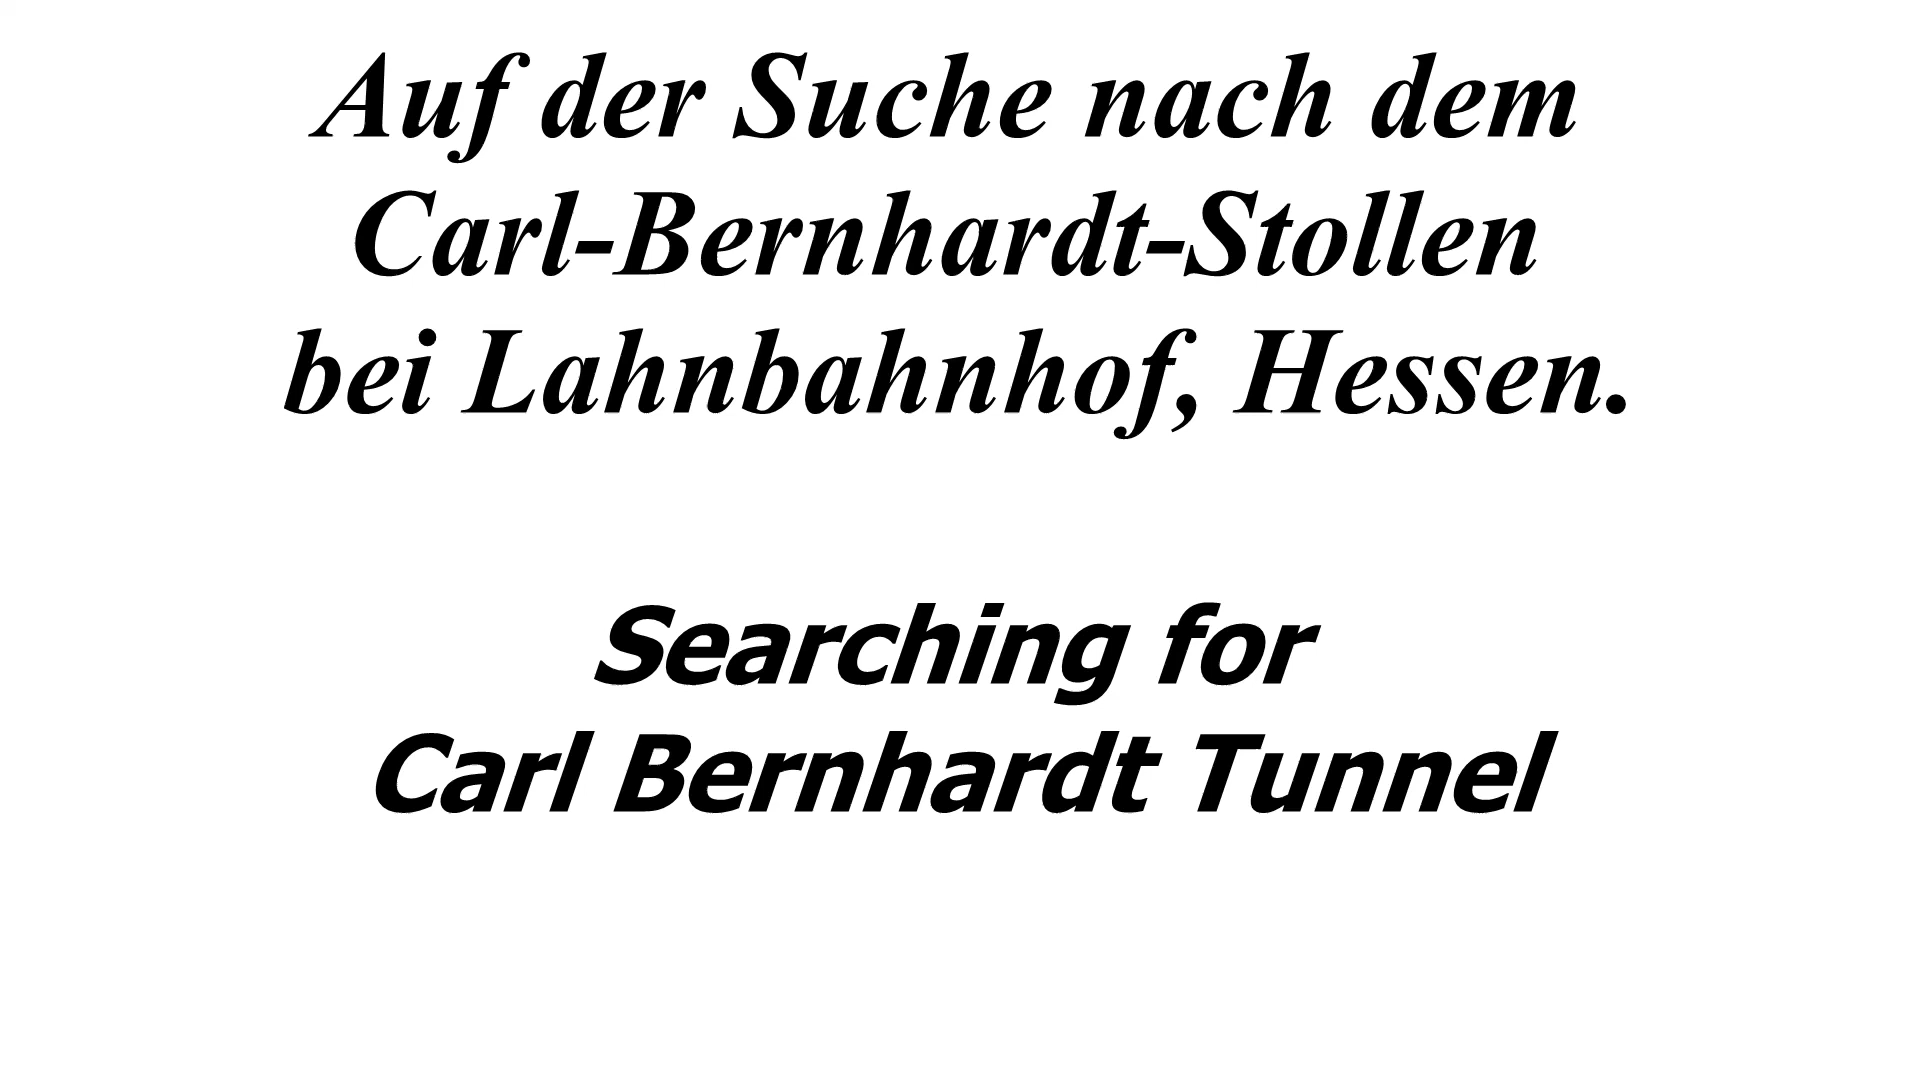 Auf der Suche nach dem
Carl-Bernhardt-Stollen
bei Lahnbahnhof, Hessen.
Searching for
Carl Bernhardt Tunnel